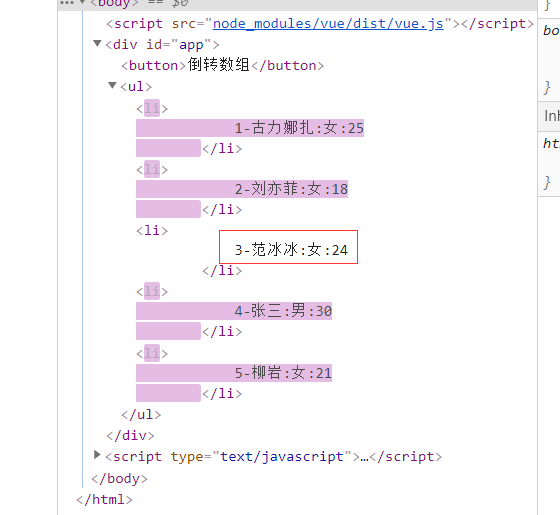 <body> == $0
<script src="node_modules/vue/dist/vue.js"></script>
<div id="app">
<button>倒转数组</button>
<ul>
<li>
1-古力娜扎:女:25
</li>
<li>
2-刘亦菲:女:18
</li>
<li>
3-范冰冰:女:24
</li>
<li>
4-张三:男:30
</li>
<li>
5-柳岩:女:21
</li>
</ul>
</div>
<script type="text/javascript">…</script>
</body>
</html>
}
bo
}
Inh
ht
}